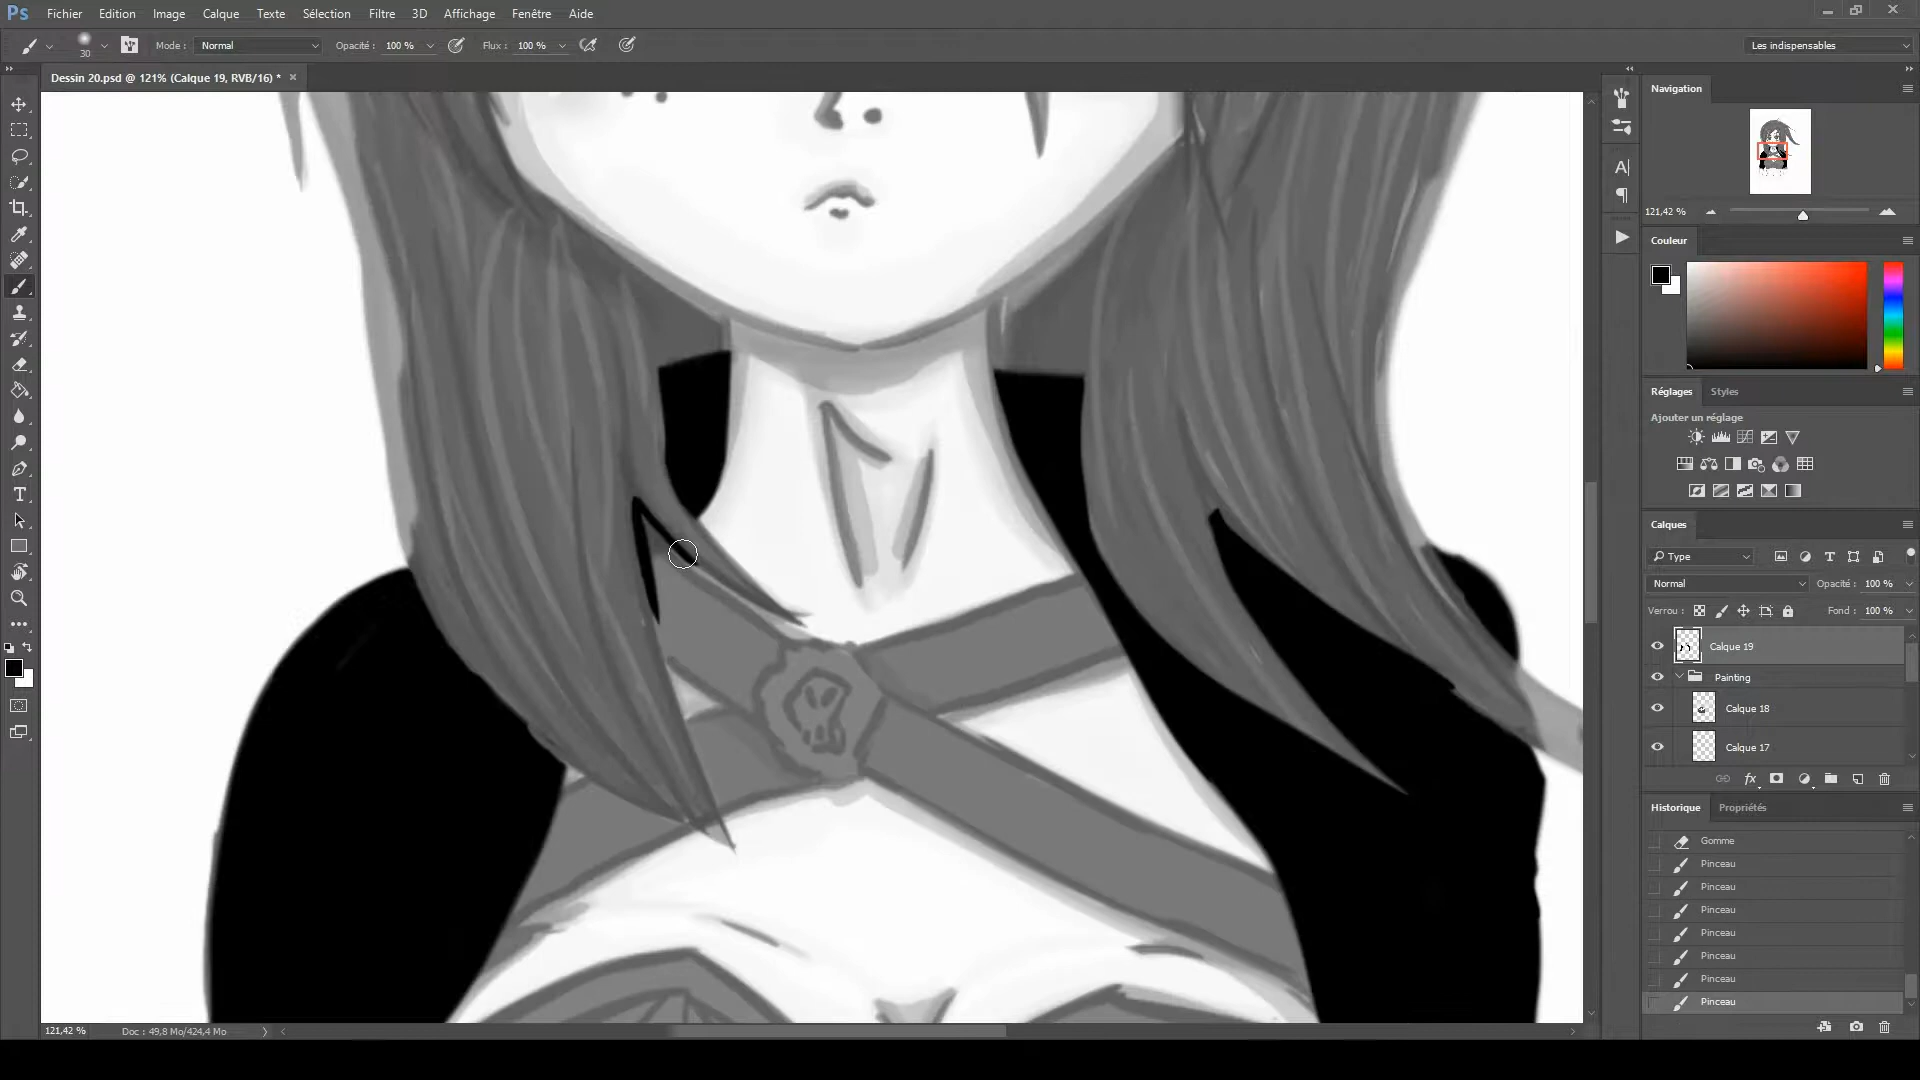 Ps Fichier Edition Image Calque Texte Sélection Filtre 3D Affichage Fenêtre Aide
30 Mode : Normal Opacité : 100 % Flux : 100 % Les indispensables
Dessin 20.psd @ 121% (Calque 19, RVB/16) * ×
Navigation
121,42 %
Couleur
Réglages Styles
Ajouter un réglage
Calques
Type
Normal Opacité : 100 %
Verrou : Fond : 100 %
Calque 19
Painting
Calque 18
Calque 17
fx
Historique Propriétés
Gomme
Pinceau
Pinceau
Pinceau
Pinceau
Pinceau
Pinceau
Pinceau
121,42 % Doc : 49,8 Mo/424,4 Mo